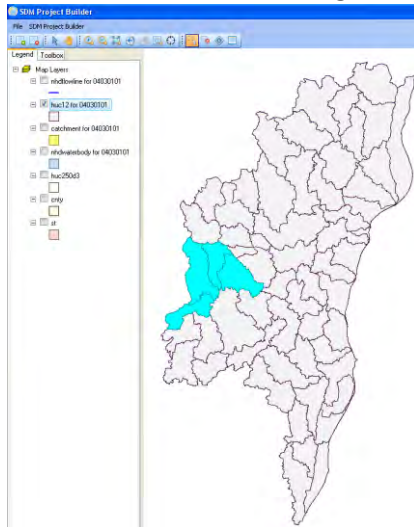 SDM Project Builder
File SDM Project Builder
Legend Toolbox
Map Layers
nhdflowline for 04030101
huc12 for 04030101
catchment for 04030101
nhdwaterbody for 04030101
huc250d3
cnty
st